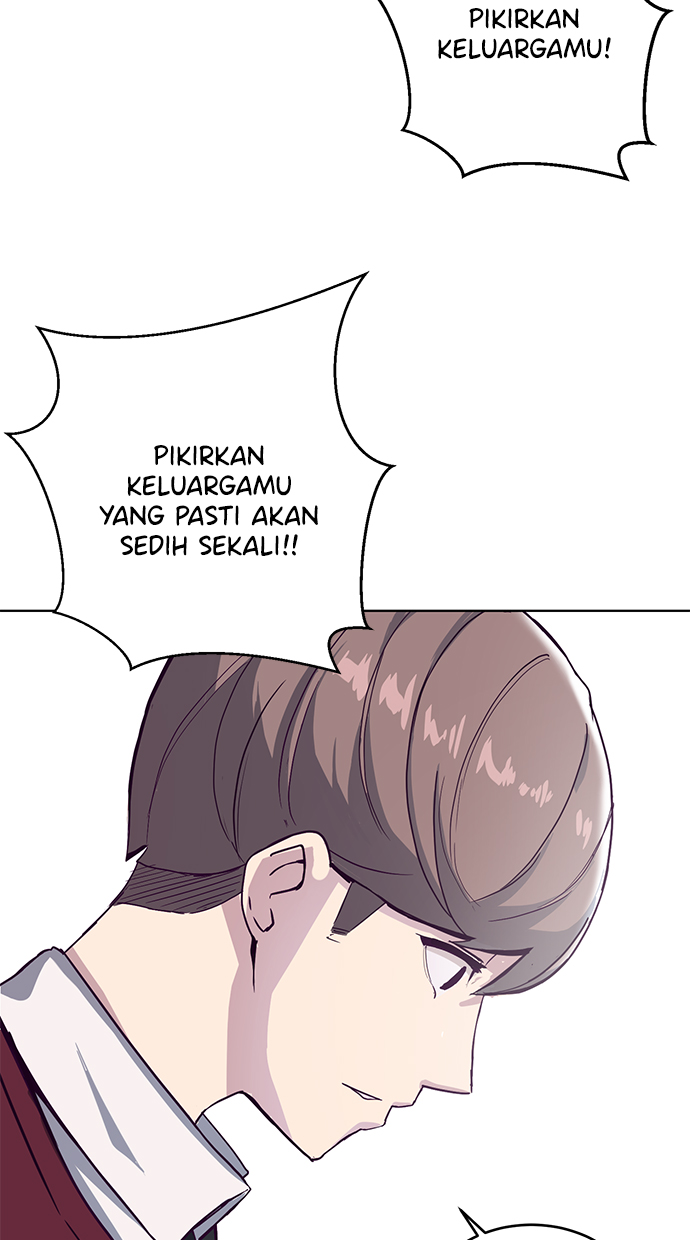 PIKIRKAN
KELUARGAMU!
PIKIRKAN
KELUARGAMU
YANG PASTI AKAN
SEDIH SEKALI!!